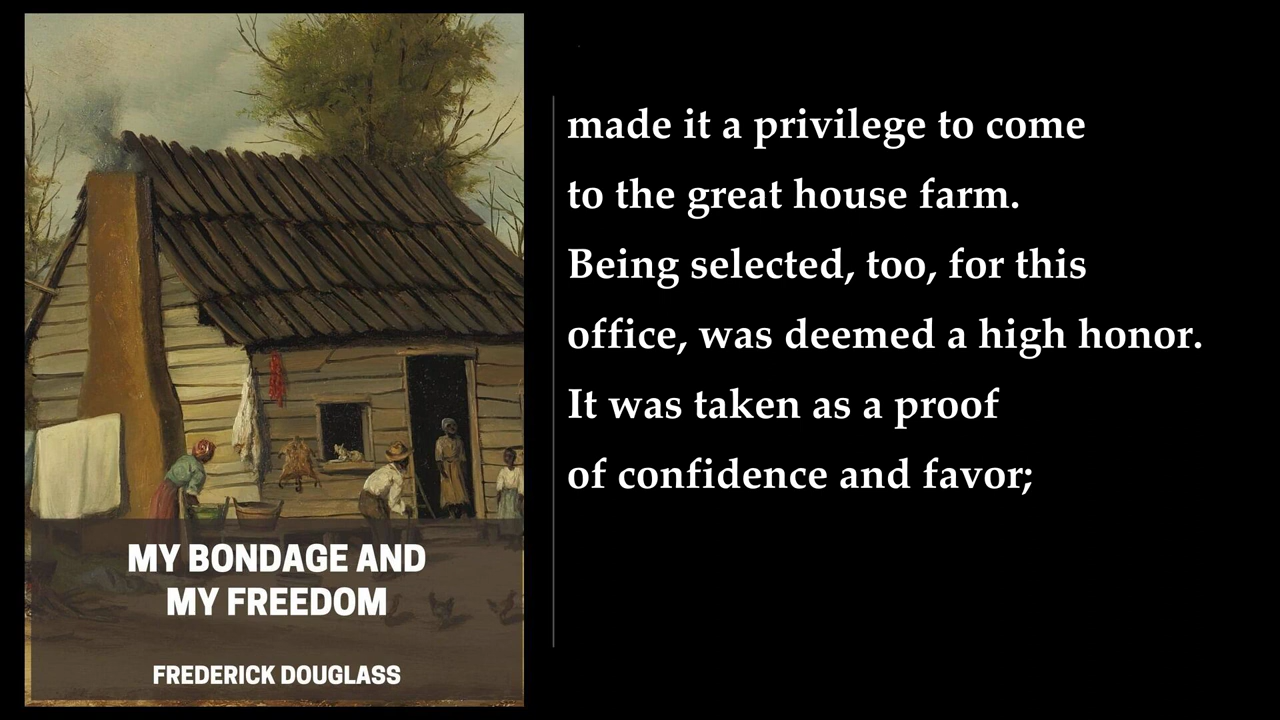 made it a privilege to come
to the great house farm.
Being selected, too, for this
office, was deemed a high honor.
It was taken as a proof
of confidence and favor;
MY BONDAGE AND
MY FREEDOM
FREDERICK DOUGLASS